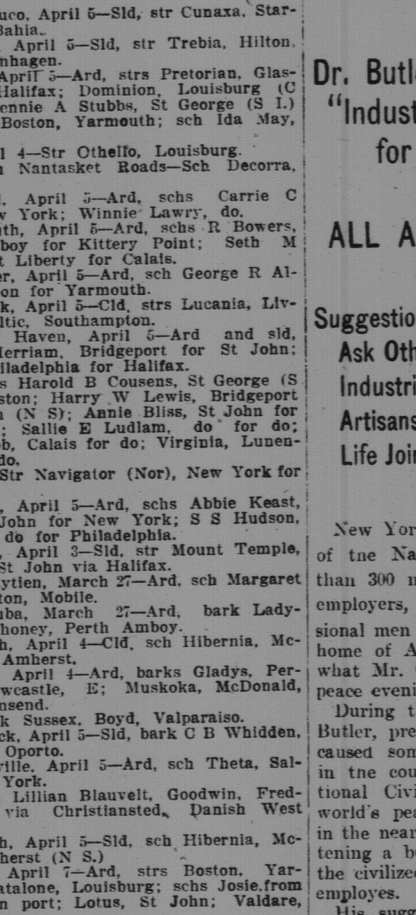 uco, April 5—Sld, str Cunaxa, Star-
Bahia.
, April 5—Sld, str Trebia, Hilton,
nhagen.
April 5—Ard, strs Pretorian, Glas-
Halifax; Dominion, Louisburg (C
ennie A Stubbs, St George (S I.)
Boston, Yarmouth; sch Ida May,
l 4—Str Othello, Louisburg.
n Nantasket Roads—Sch Decorra,
l, April 5—Ard, schs Carrie C
w York; Winnie Lawry, do.
uth, April 5—Ard, schs R Bowers,
boy for Kittery Point; Seth M
t Liberty for Calais.
er, April 5—Ard, sch George R Al-
on for Yarmouth.
k, April 5—Cld, strs Lucania, Liv-
ltic, Southampton.
Haven, April 5—Ard and sld,
Merriam, Bridgeport for St John;
iladelphia for Halifax.
s Harold B Cousens, St George (S
ston; Harry W Lewis, Bridgeport
n (N S); Annie Bliss, St John for
; Sallie E Ludlam, do for do;
b, Calais for do; Virginia, Lunen-
do.
Str Navigator (Nor), New York for
, April 5—Ard, schs Abbie Keast,
John for New York; S S Hudson,
do for Philadelphia.
, April 3—Sld, str Mount Temple,
St John via Halifax.
ytien, March 27—Ard, sch Margaret
ton, Mobile.
uba, March 27—Ard, bark Lady-
honey, Perth Amboy.
h, April 4—Cld, sch Hibernia, Mc-
Amherst.
April 4—Ard, barks Gladys, Per-
wcastle, E; Muskoka, McDonald,
nsend.
k Sussex, Boyd, Valparaiso.
ck, April 5—Sld, bark C B Whidden,
Oporto.
ville, April 5—Ard, sch Theta, Sal-
York.
Lillian Blauvelt, Goodwin, Fred-
via Christiansted, Danish West
h, April 5—Sld, sch Hibernia, Mc-
herst (N S.)
April 7—Ard, strs Boston, Yar-
atalone, Louisburg; schs Josie, from
n port; Lotus, St John; Valdare,
Dr. Butl
"Indust
for
ALL A
Suggestio
Ask Oth
Industri
Artisans
Life Joi
New Yor
of tne Na
than 300 m
employers,
sional men
home of A
what Mr.
peace eveni
During t
Butler, pre
caused som
in tne cou
tional Civi
world's pea
in the near
tening a b
the civilize
employes.
His sugg